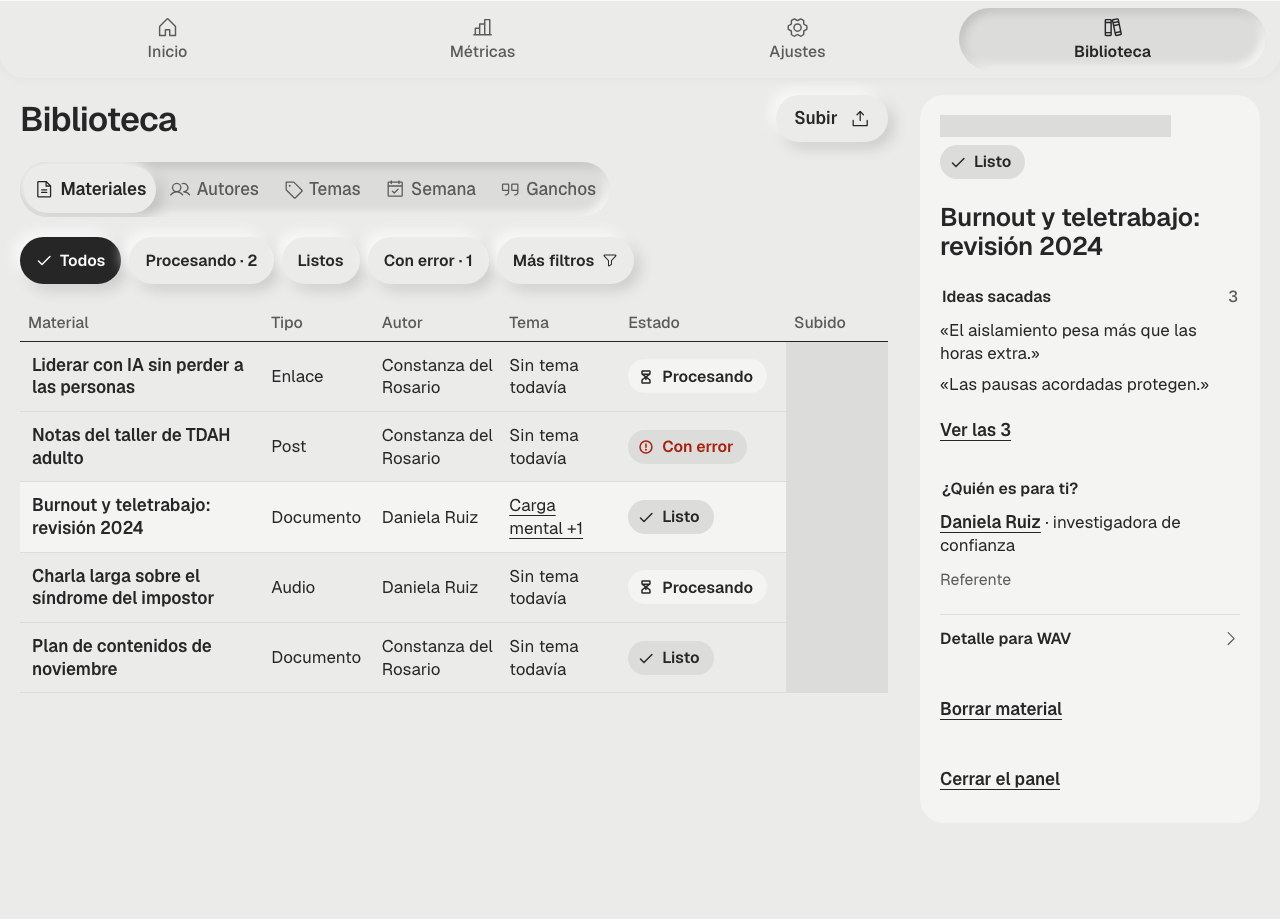 Inicio
Métricas
Ajustes
Biblioteca
Biblioteca
Subir
Materiales
Autores
Temas
Semana
Ganchos
Todos
Procesando · 2
Listos
Con error · 1
Más filtros
Material
Tipo
Autor
Tema
Estado
Subido
Liderar con IA sin perder a
las personas
Enlace
Constanza del
Rosario
Sin tema
todavía
Procesando
Notas del taller de TDAH
adulto
Post
Constanza del
Rosario
Sin tema
todavía
Con error
Burnout y teletrabajo:
revisión 2024
Documento
Daniela Ruiz
Carga
mental +1
Listo
Charla larga sobre el
síndrome del impostor
Audio
Daniela Ruiz
Sin tema
todavía
Procesando
Plan de contenidos de
noviembre
Documento
Constanza del
Rosario
Sin tema
todavía
Listo
Listo
Burnout y teletrabajo:
revisión 2024
Ideas sacadas
3
«El aislamiento pesa más que las
horas extra.»
«Las pausas acordadas protegen.»
Ver las 3
¿Quién es para ti?
Daniela Ruiz · investigadora de
confianza
Referente
Detalle para WAV
Borrar material
Cerrar el panel